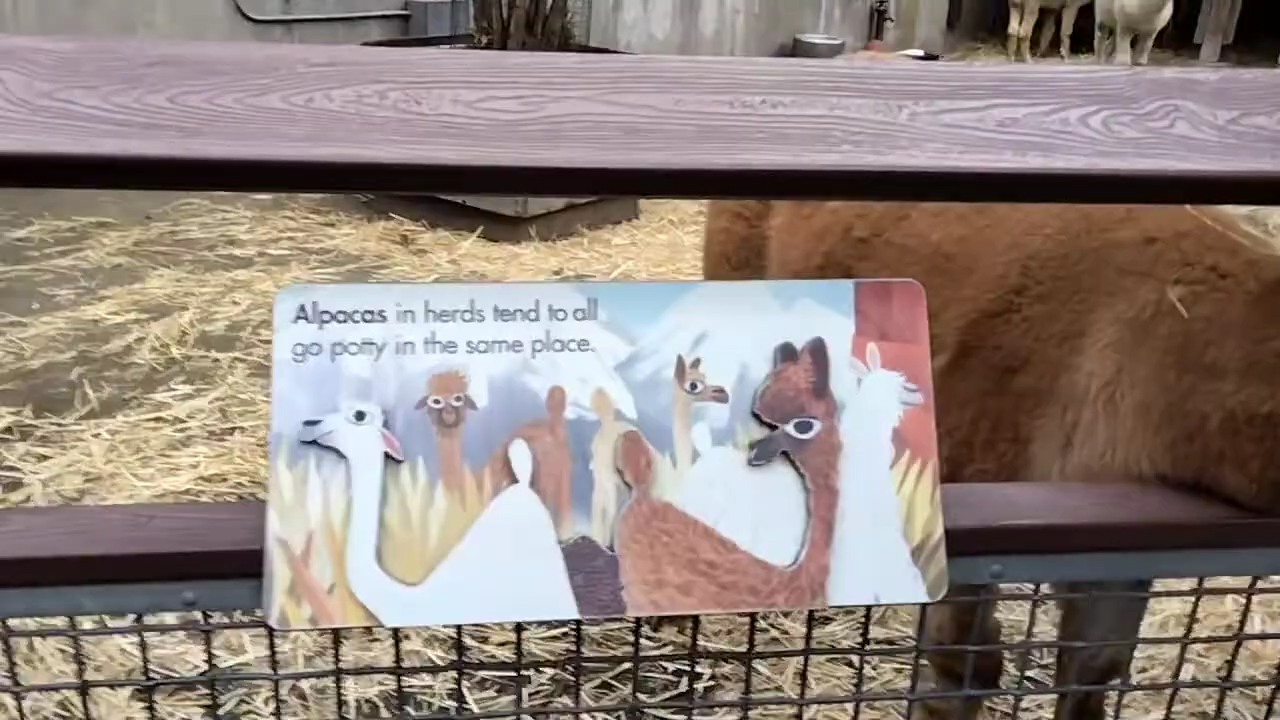 Alpacas in herds tend to all
go potty in the same place.